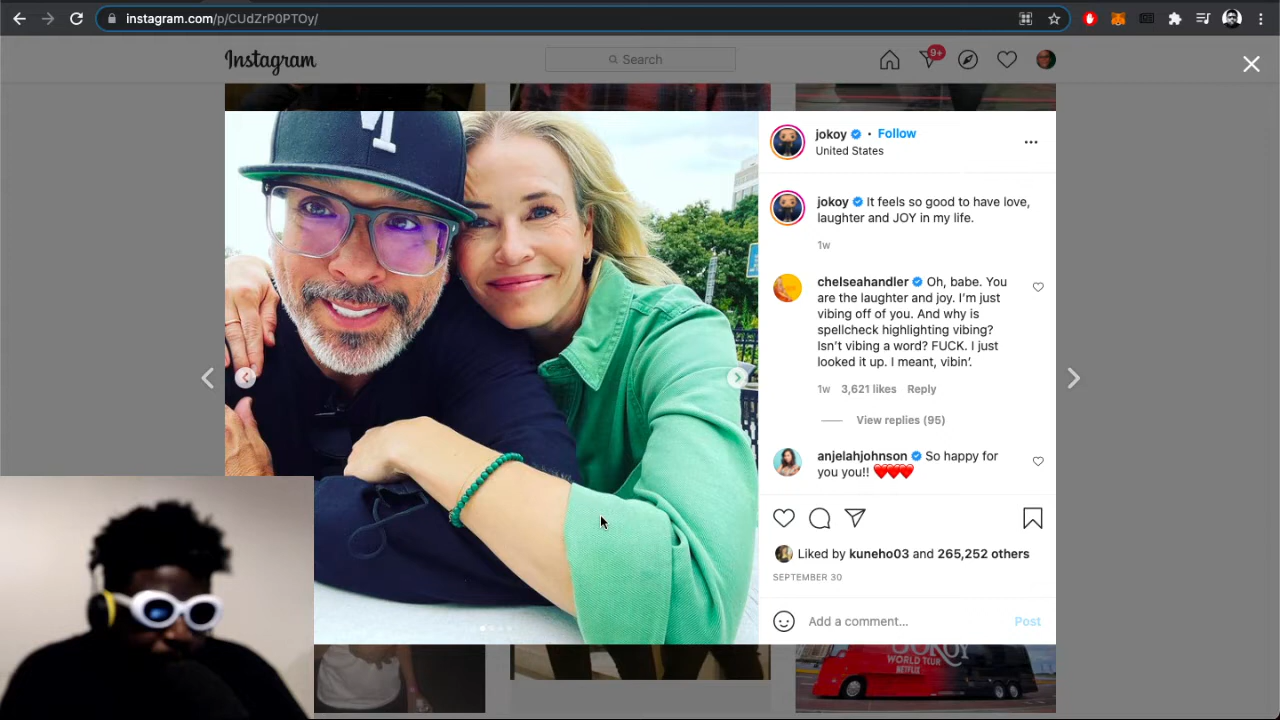 instagram.com/p/CUdZrP0PTOy/
Instagram
Search
9+
jokoy • Follow
United States
jokoy It feels so good to have love,
laughter and JOY in my life.
1w
chelseahandler Oh, babe. You
are the laughter and joy. I'm just
vibing off of you. And why is
spellcheck highlighting vibing?
Isn't vibing a word? FUCK. I just
looked it up. I meant, vibin'.
1w 3,621 likes Reply
View replies (95)
anjelahjohnson So happy for
you you!! ❤️❤️❤️
Liked by kuneho03 and 265,252 others
SEPTEMBER 30
Add a comment... Post
JOKOY
WORLD TOUR
NETFLIX